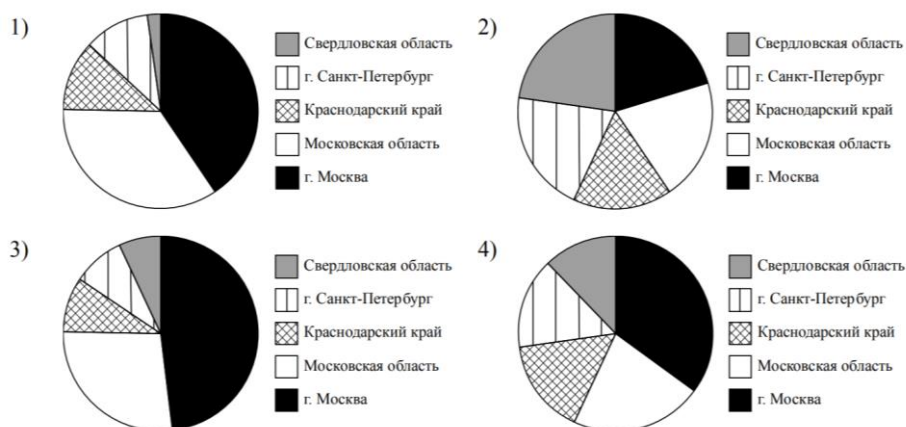 1)
Свердловская область
г. Санкт-Петербург
Краснодарский край
Московская область
г. Москва
2)
Свердловская область
г. Санкт-Петербург
Краснодарский край
Московская область
г. Москва
3)
Свердловская область
г. Санкт-Петербург
Краснодарский край
Московская область
г. Москва
4)
Свердловская область
г. Санкт-Петербург
Краснодарский край
Московская область
г. Москва